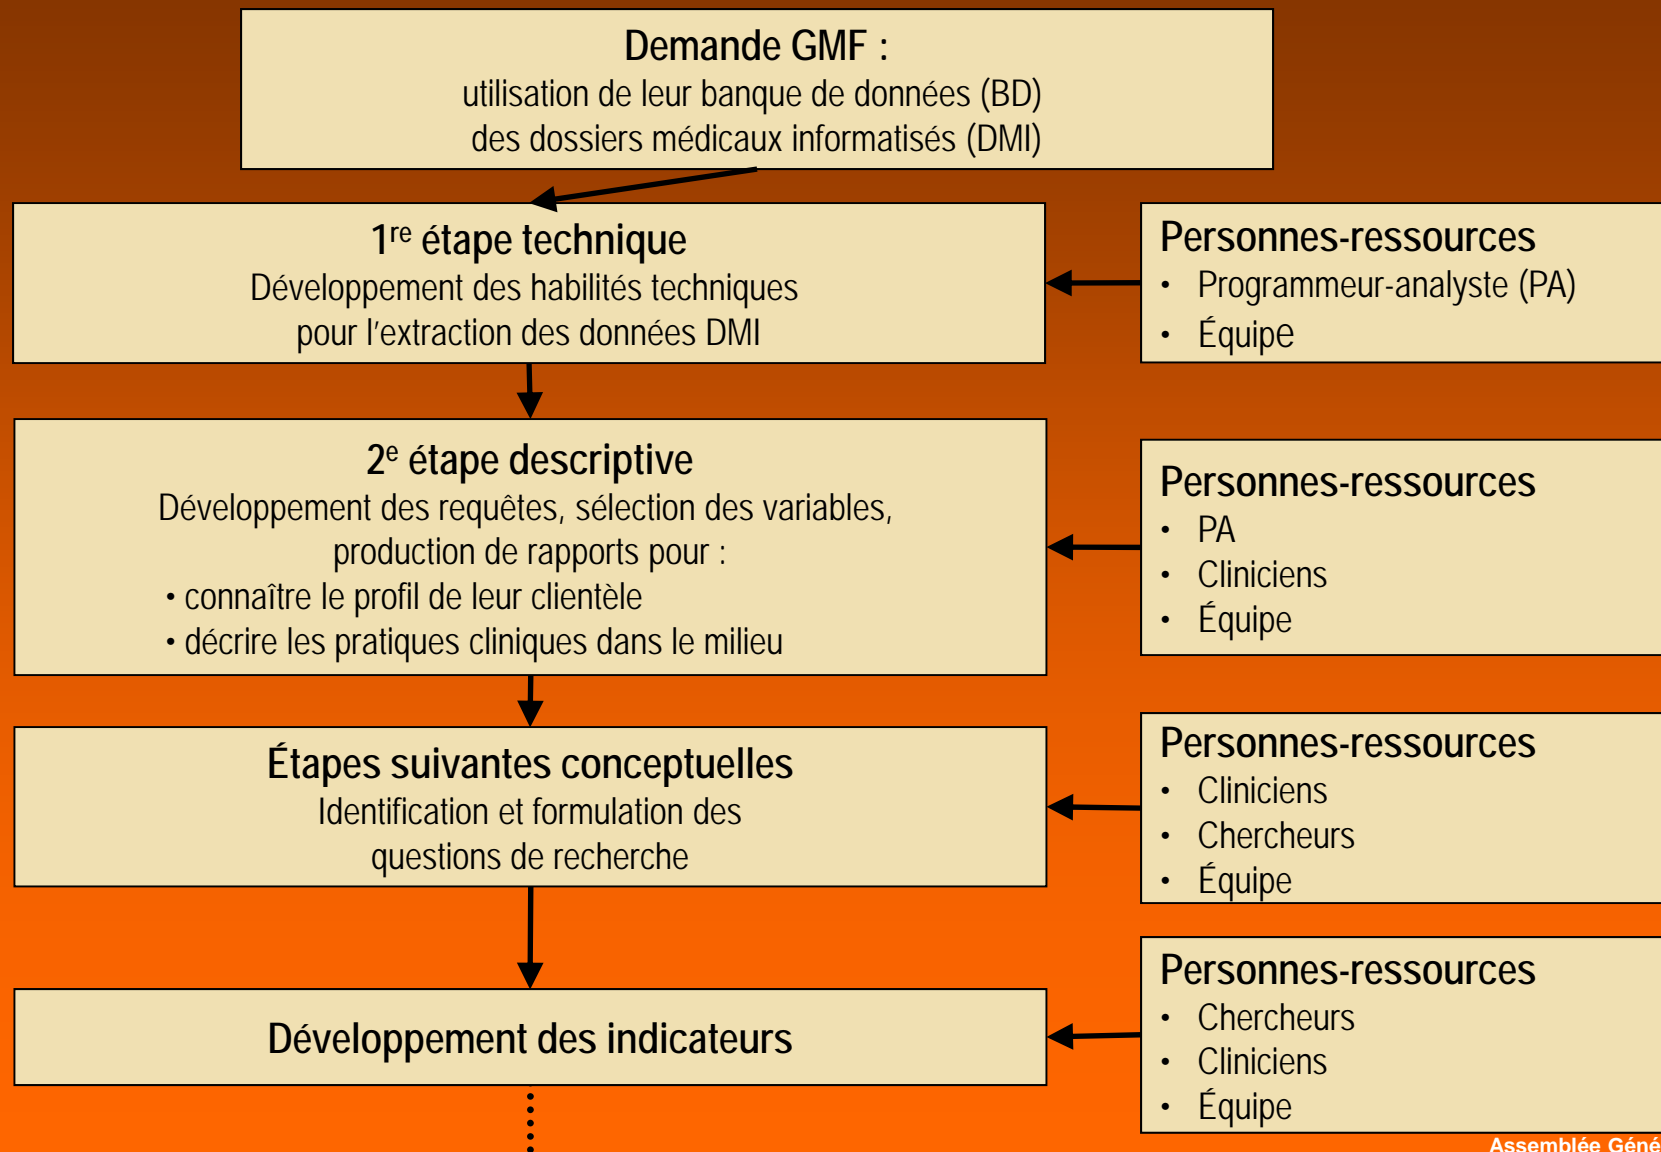 Demande GMF :
utilisation de leur banque de données (BD)
des dossiers médicaux informatisés (DMI)
1re étape technique
Développement des habilités techniques
pour l'extraction des données DMI
Personnes-ressources
• Programmeur-analyste (PA)
• Équipe
2e étape descriptive
Développement des requêtes, sélection des variables,
production de rapports pour :
• connaître le profil de leur clientèle
• décrire les pratiques cliniques dans le milieu
Personnes-ressources
• PA
• Cliniciens
• Équipe
Étapes suivantes conceptuelles
Identification et formulation des
questions de recherche
Personnes-ressources
• Cliniciens
• Chercheurs
• Équipe
Développement des indicateurs
Personnes-ressources
• Chercheurs
• Cliniciens
• Équipe
Assemblée Géné